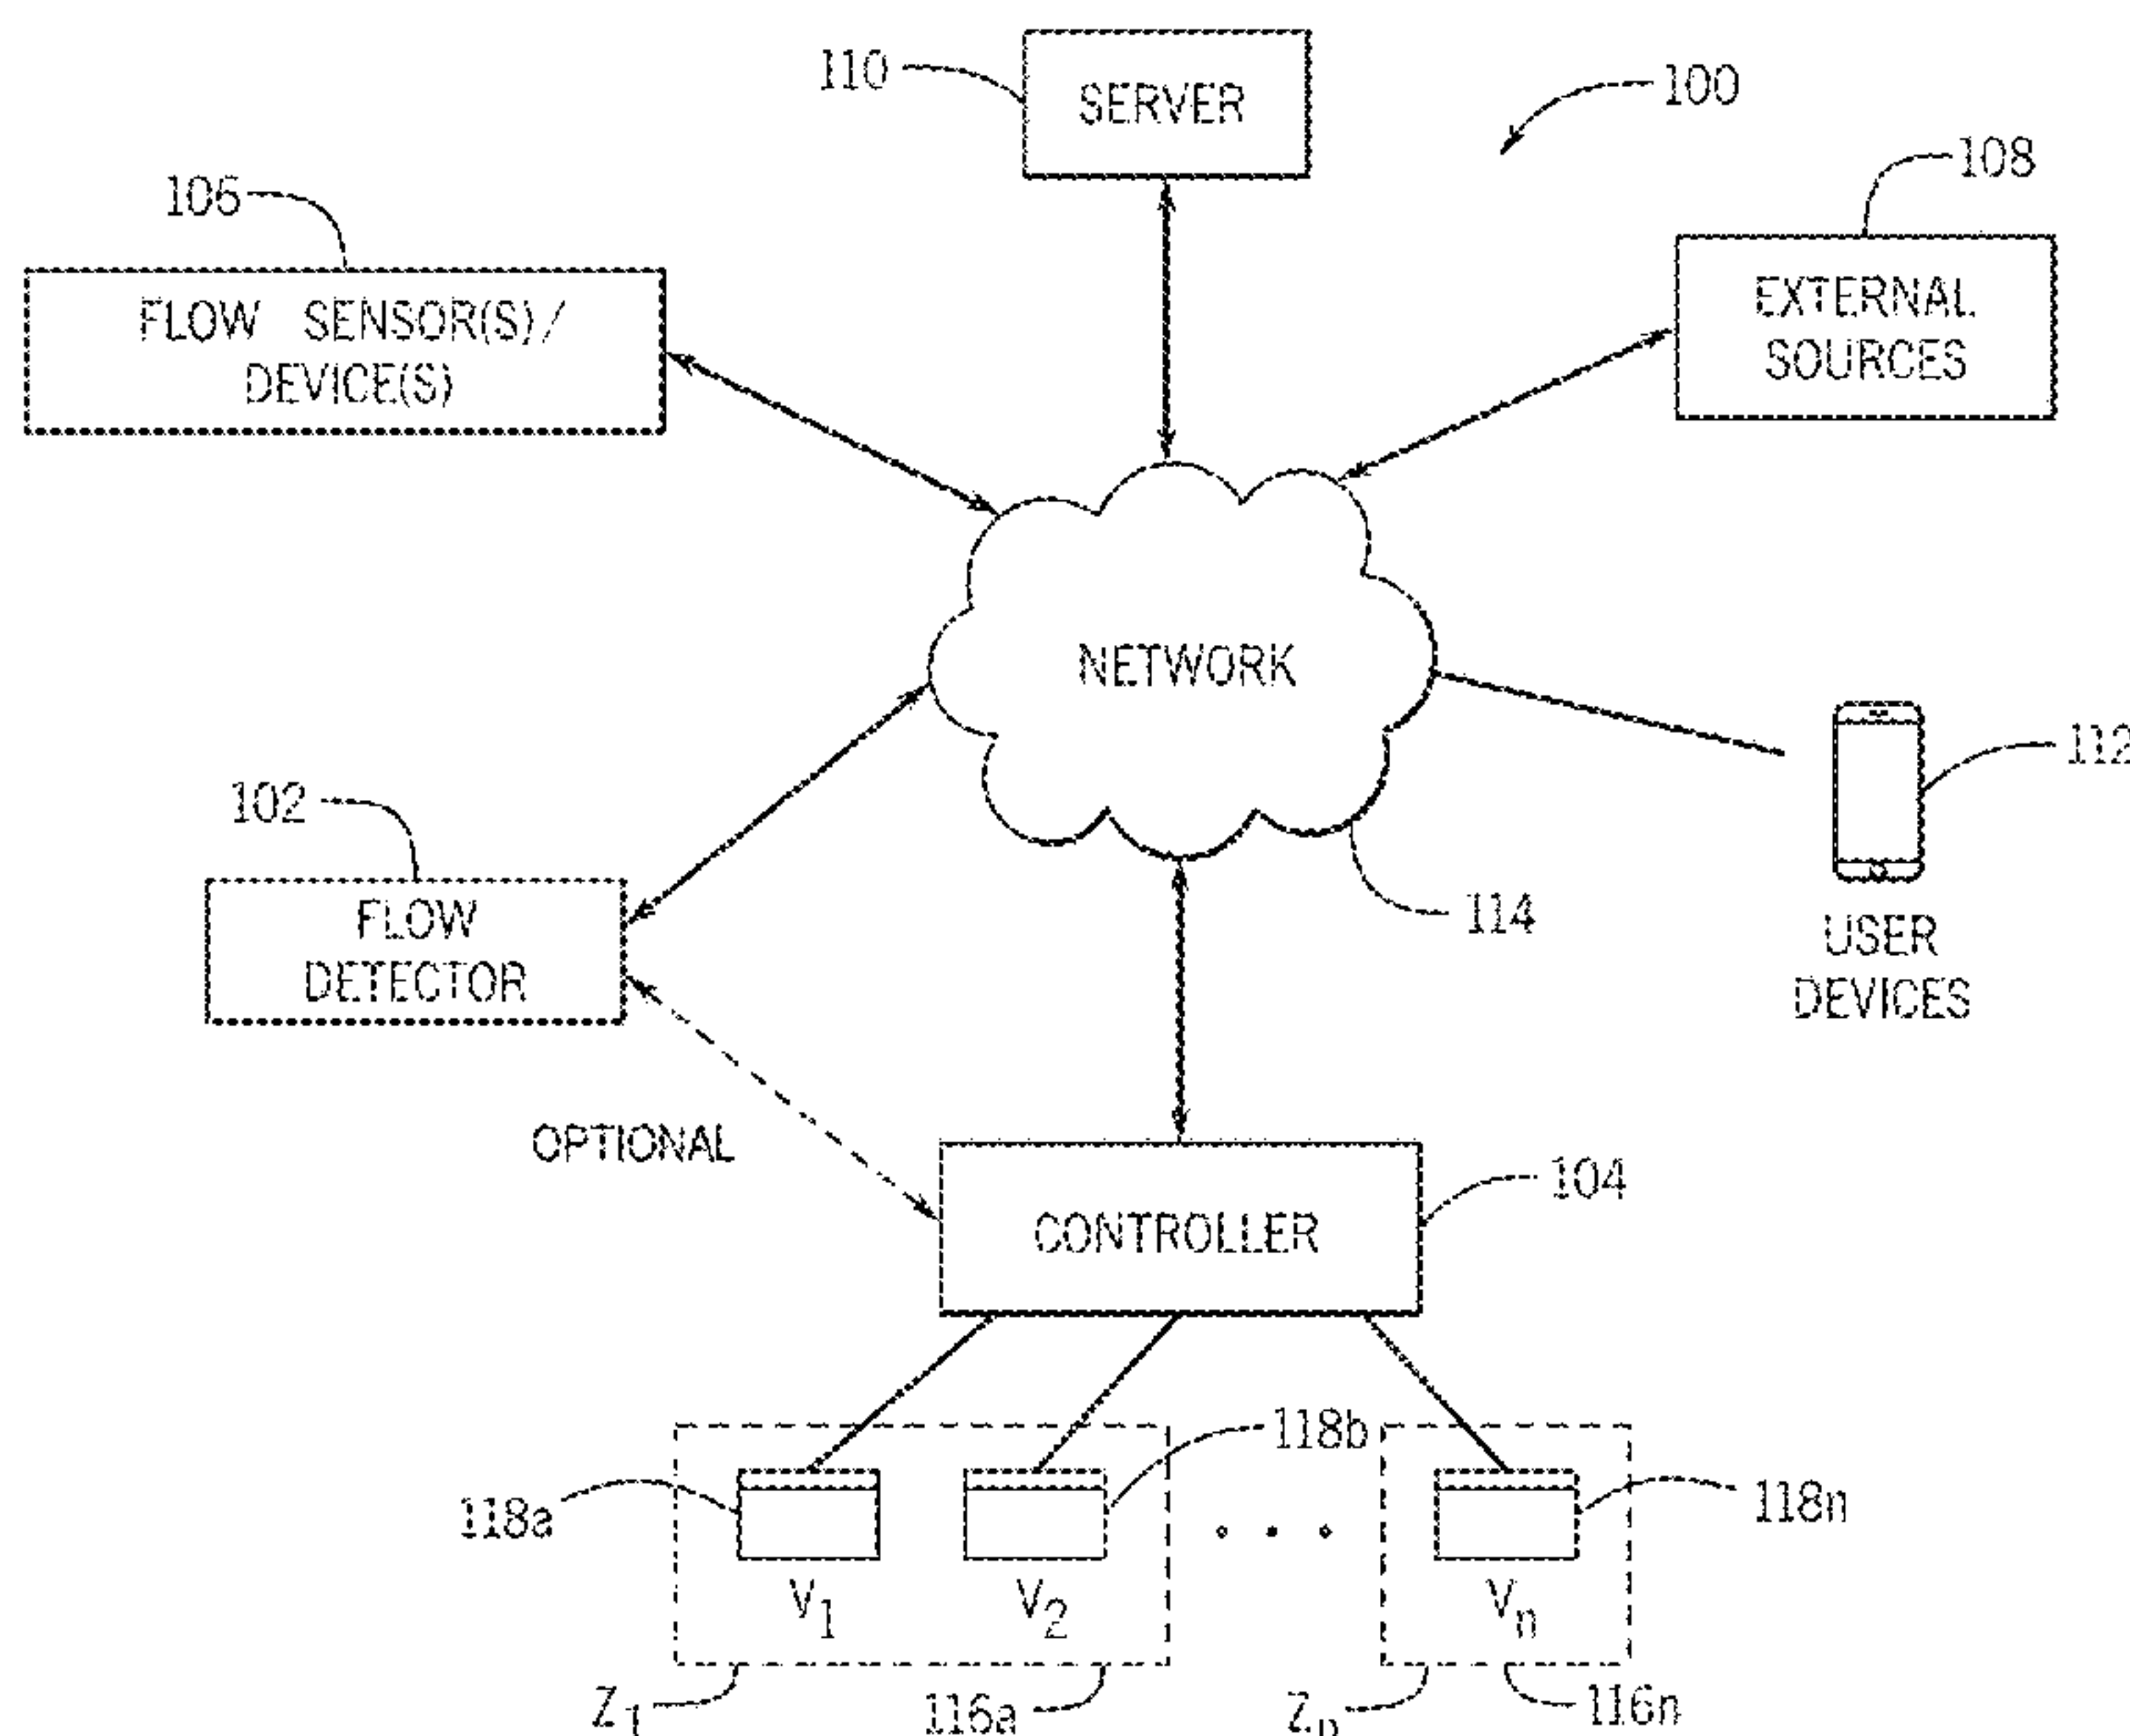 110
SERVER
100
108
106
FLOW SENSOR(S)/
DEVICE(S)
EXTERNAL
SOURCES
NETWORK
112
102
114
FLOW
DETECTOR
USER
DEVICES
OPTIONAL
104
CONTROLLER
118b
118a
118n
V1
V2
Vn
Z1
116a
Zn
116n